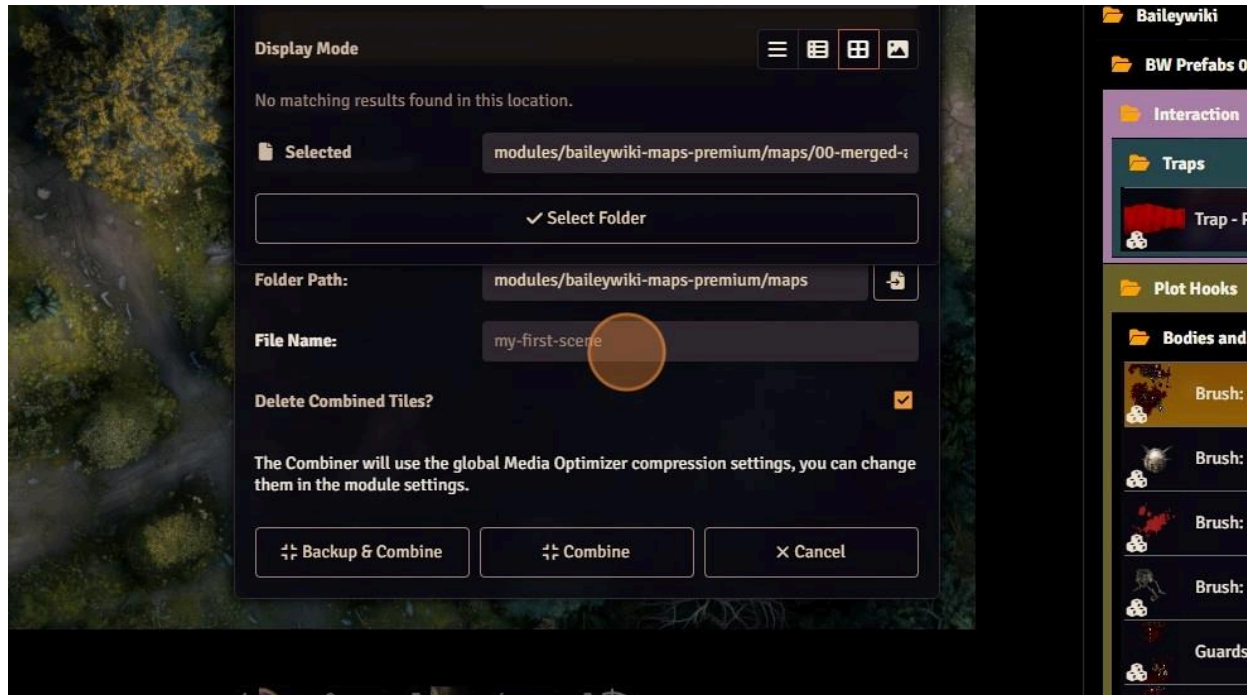 Display Mode
No matching results found in this location.
Selected
modules/baileywiki-maps-premium/maps/00-merged-
Select Folder
Folder Path:
modules/baileywiki-maps-premium/maps
File Name:
my-first-scene
Delete Combined Tiles?
The Combiner will use the global Media Optimizer compression settings, you can change
them in the module settings.
Backup & Combine
Combine
Cancel
Baileywiki
BW Prefabs
Interaction
Traps
Trap -
Plot Hooks
Bodies and
Brush:
Brush:
Brush:
Brush:
Guards